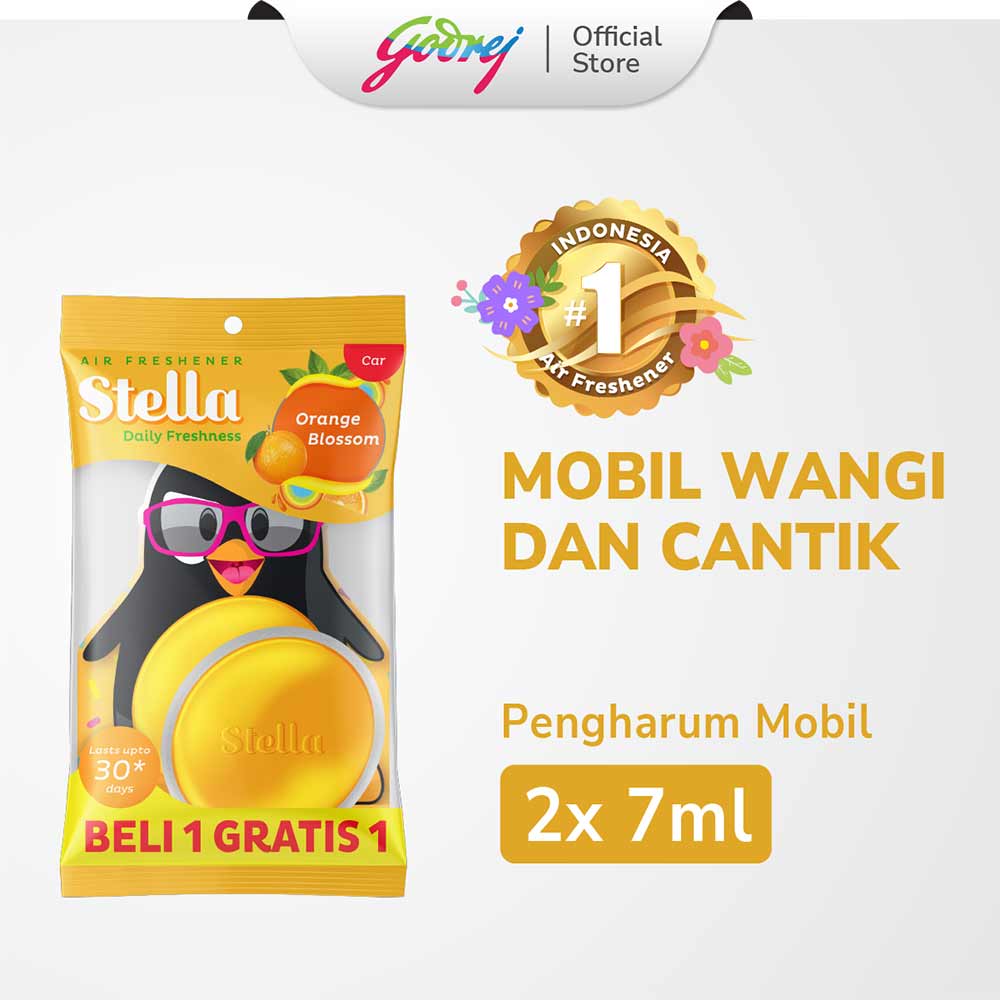 Godrej
Official
Store
INDONESIA
#1
Air Freshener
AIR FRESHENER
Stella
Daily Freshness
Car
Orange
Blossom
Stella
Lasts upto
30*
days
BELI 1 GRATIS 1
MOBIL WANGI
DAN CANTIK
Pengharum Mobil
2x 7ml